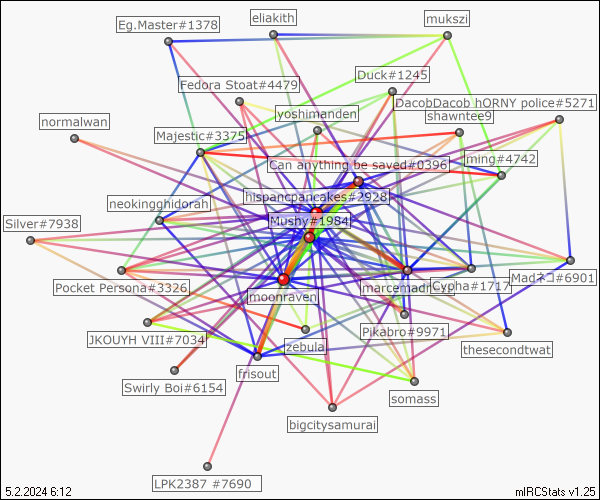 Eg.Master#1378
eliakith
mukszi
Fedora Stoat#4479
Duck#1245
DacobDacob hORNY police#5271
normalwan
yoshimanden
shawntee9
Majestic#3375
Can anything be saved#0396
ming#4742
neokingghidorah
hispancpancakes#2928
Silver#7938
Mushy#1984
Pocket Persona#3326
moonraven
Cypha#1717
Madネコ#6901
JKOUYH VIII#7034
zebula
Pikabro#9971
thesecondtwat
Swirly Boi#6154
frisout
somass
bigcitysamurai
LPK2387 #7690
5.2.2024 6:12
mIRCStats v1.25